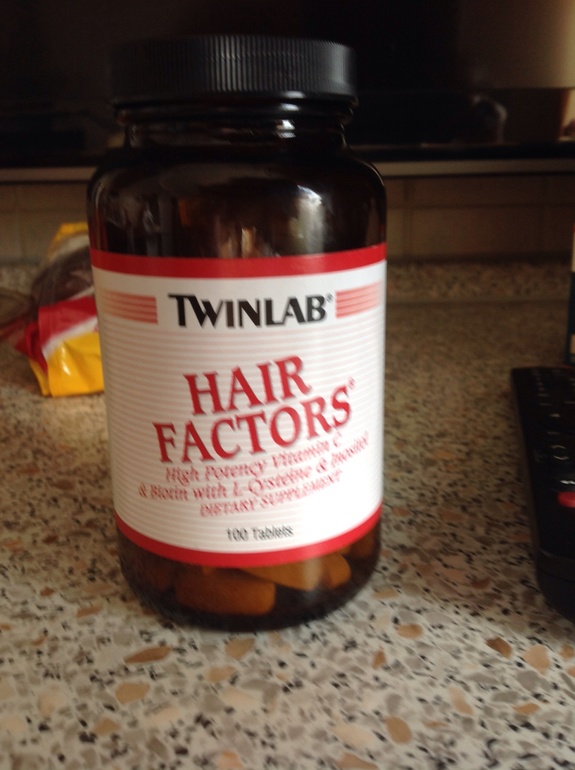 TWINLAB®
HAIR
FACTORS®
High Potency Vitamin C
& Biotin with L-Cysteine & Inositol
DIETARY SUPPLEMENT
100 Tablets